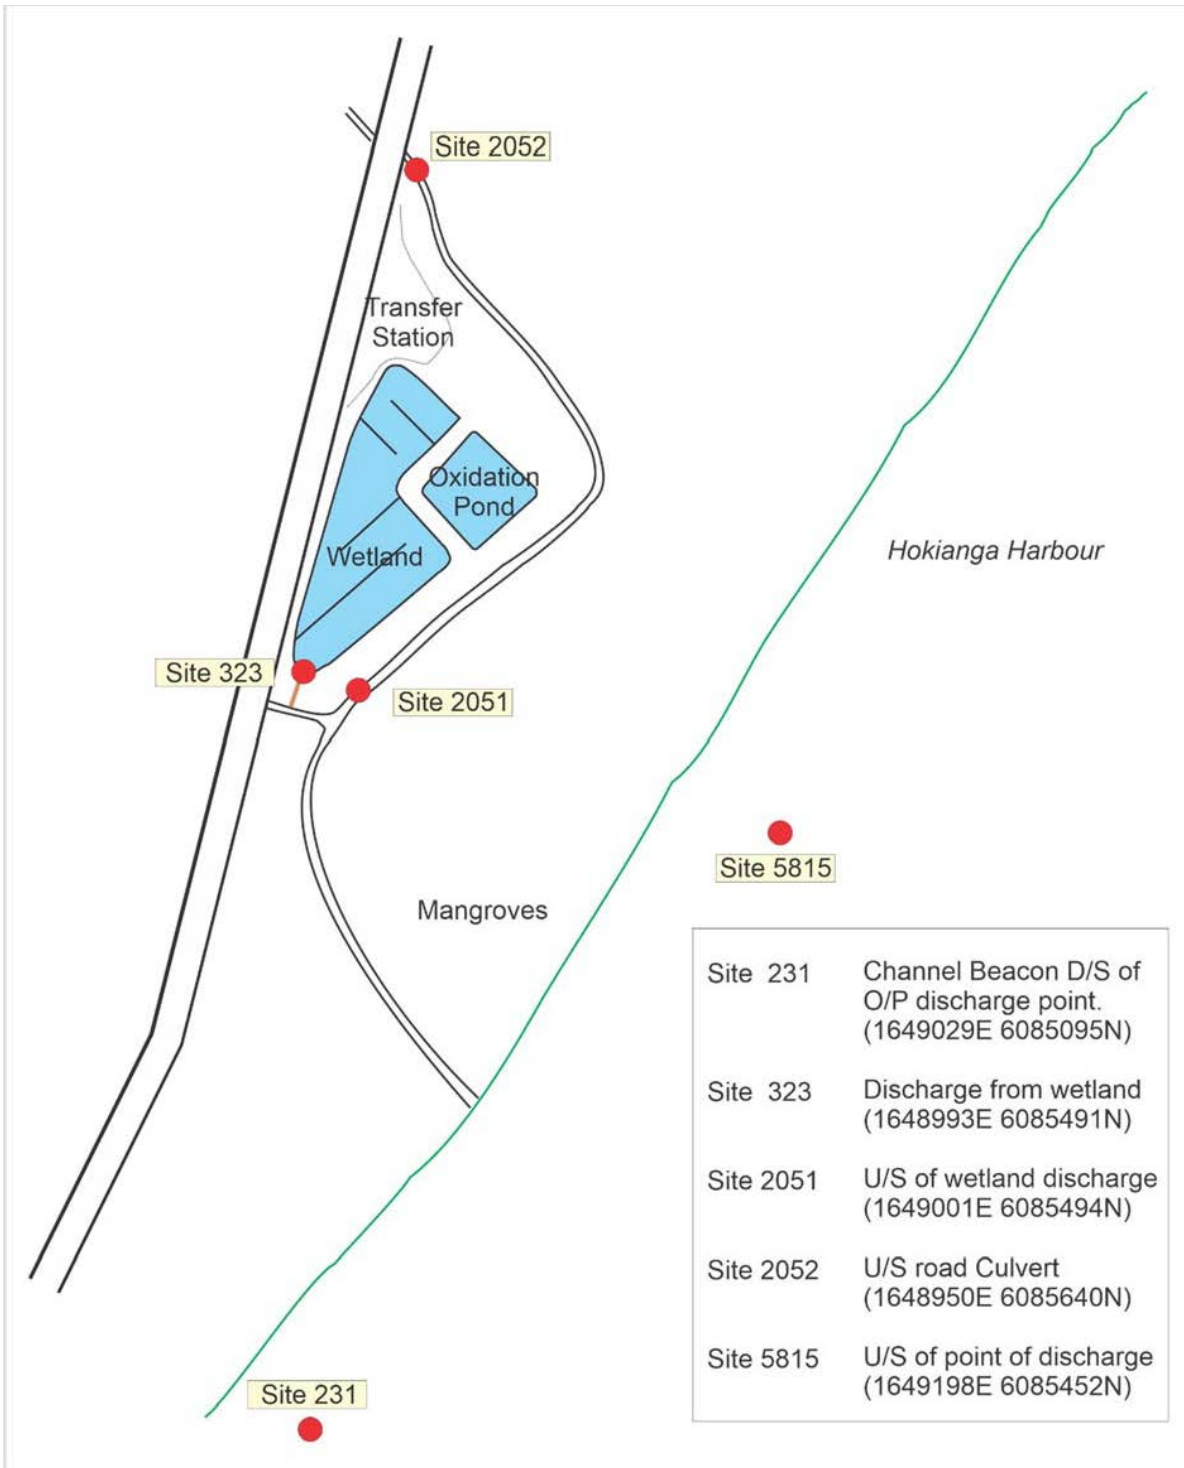 Site 2052
Transfer
Station
Oxidation
Pond
Hokianga Harbour
Wetland
Site 323
Site 2051
Site 5815
Mangroves
Site 231 Channel Beacon D/S of
O/P discharge point.
(1649029E 6085095N)
Site 323 Discharge from wetland
(1648993E 6085491N)
Site 2051 U/S of wetland discharge
(1649001E 6085494N)
Site 2052 U/S road Culvert
(1648950E 6085640N)
Site 5815 U/S of point of discharge
(1649198E 6085452N)
Site 231